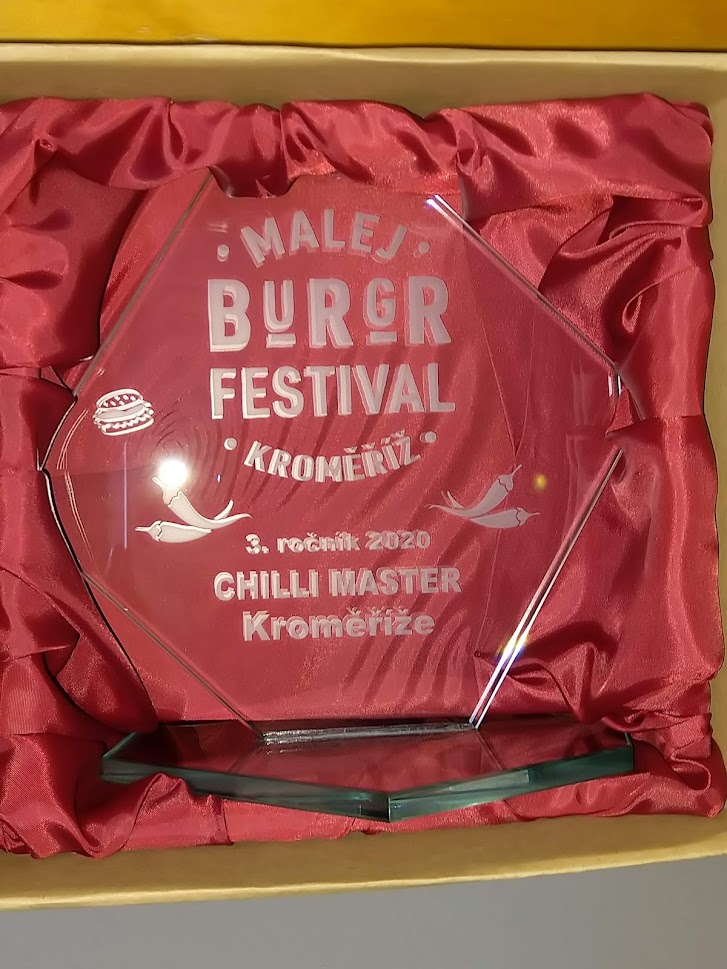 • MALEJ •
BURGR
FESTIVAL
• KROMĚŘÍŽ •
3. ročník 2020
CHILLI MASTER
Kroměříže